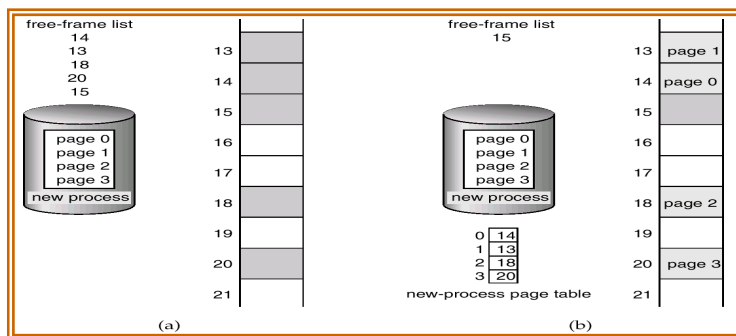 free-frame list
14
13
18
20
15
page 0
page 1
page 2
page 3
new process
13
14
15
16
17
18
19
20
21
(a)
free-frame list
15
page 0
page 1
page 2
page 3
new process
0 14
1 13
2 18
3 20
new-process page table
13 page 1
14 page 0
15
16
17
18 page 2
19
20 page 3
21
(b)